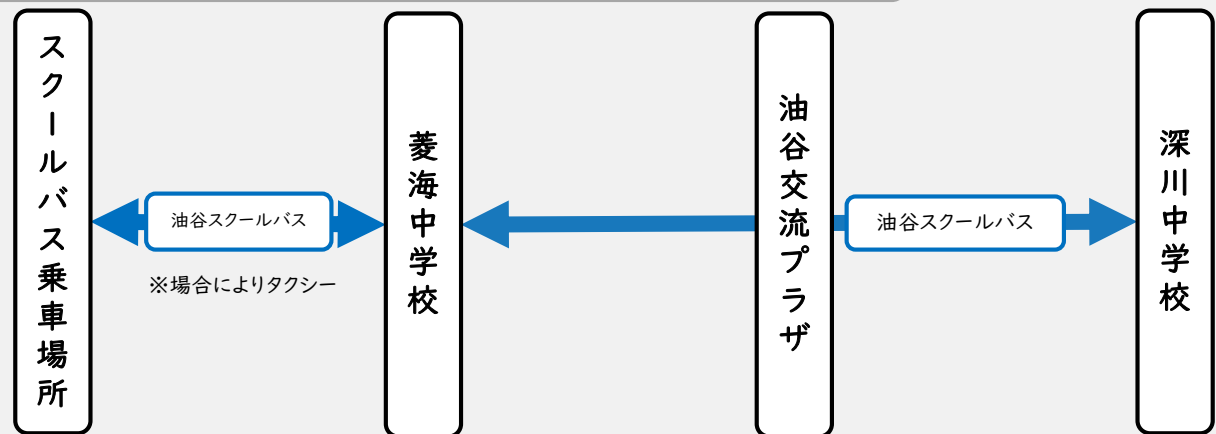 スクールバス乗車場所
油谷スクールバス
※場合によりタクシー
菱海中学校
油谷交流プラザ
油谷スクールバス
深川中学校